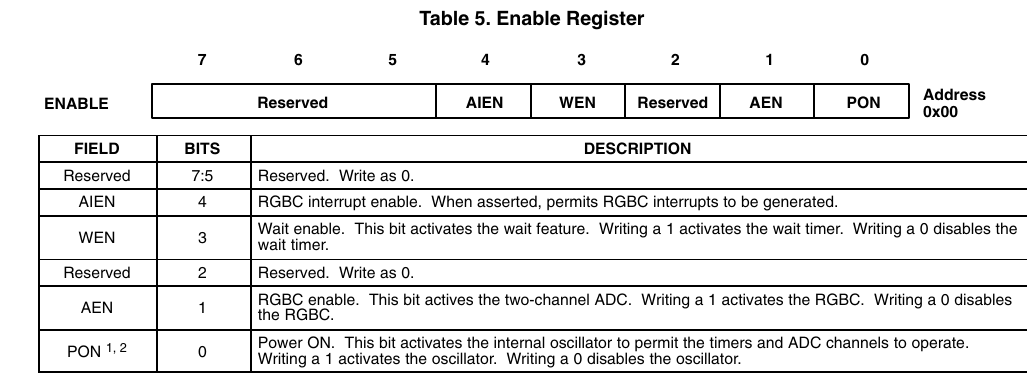 Table 5. Enable Register
7 6 5 4 3 2 1 0
ENABLE Reserved AIEN WEN Reserved AEN PON Address
0x00
FIELD BITS DESCRIPTION
Reserved 7:5 Reserved. Write as 0.
AIEN 4 RGBC interrupt enable. When asserted, permits RGBC interrupts to be generated.
WEN 3 Wait enable. This bit activates the wait feature. Writing a 1 activates the wait timer. Writing a 0 disables the
wait timer.
Reserved 2 Reserved. Write as 0.
AEN 1 RGBC enable. This bit actives the two-channel ADC. Writing a 1 activates the RGBC. Writing a 0 disables
the RGBC.
PON 1, 2 0 Power ON. This bit activates the internal oscillator to permit the timers and ADC channels to operate.
Writing a 1 activates the oscillator. Writing a 0 disables the oscillator.